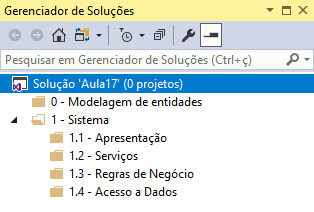 Gerenciador de Soluções
Pesquisar em Gerenciador de Soluções (Ctrl+ç)
Solução 'Aula17' (0 projetos)
0 - Modelagem de entidades
1 - Sistema
1.1 - Apresentação
1.2 - Serviços
1.3 - Regras de Negócio
1.4 - Acesso a Dados